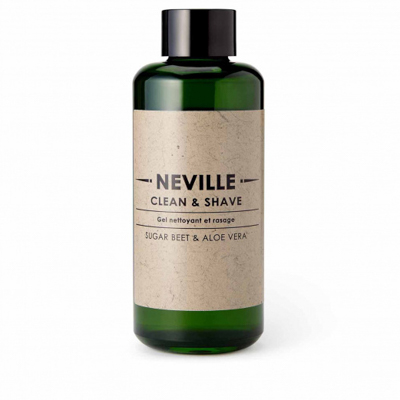 NEVILLE
CLEAN & SHAVE
Gel nettoyant et rasage
SUGAR BEET & ALOE VERA